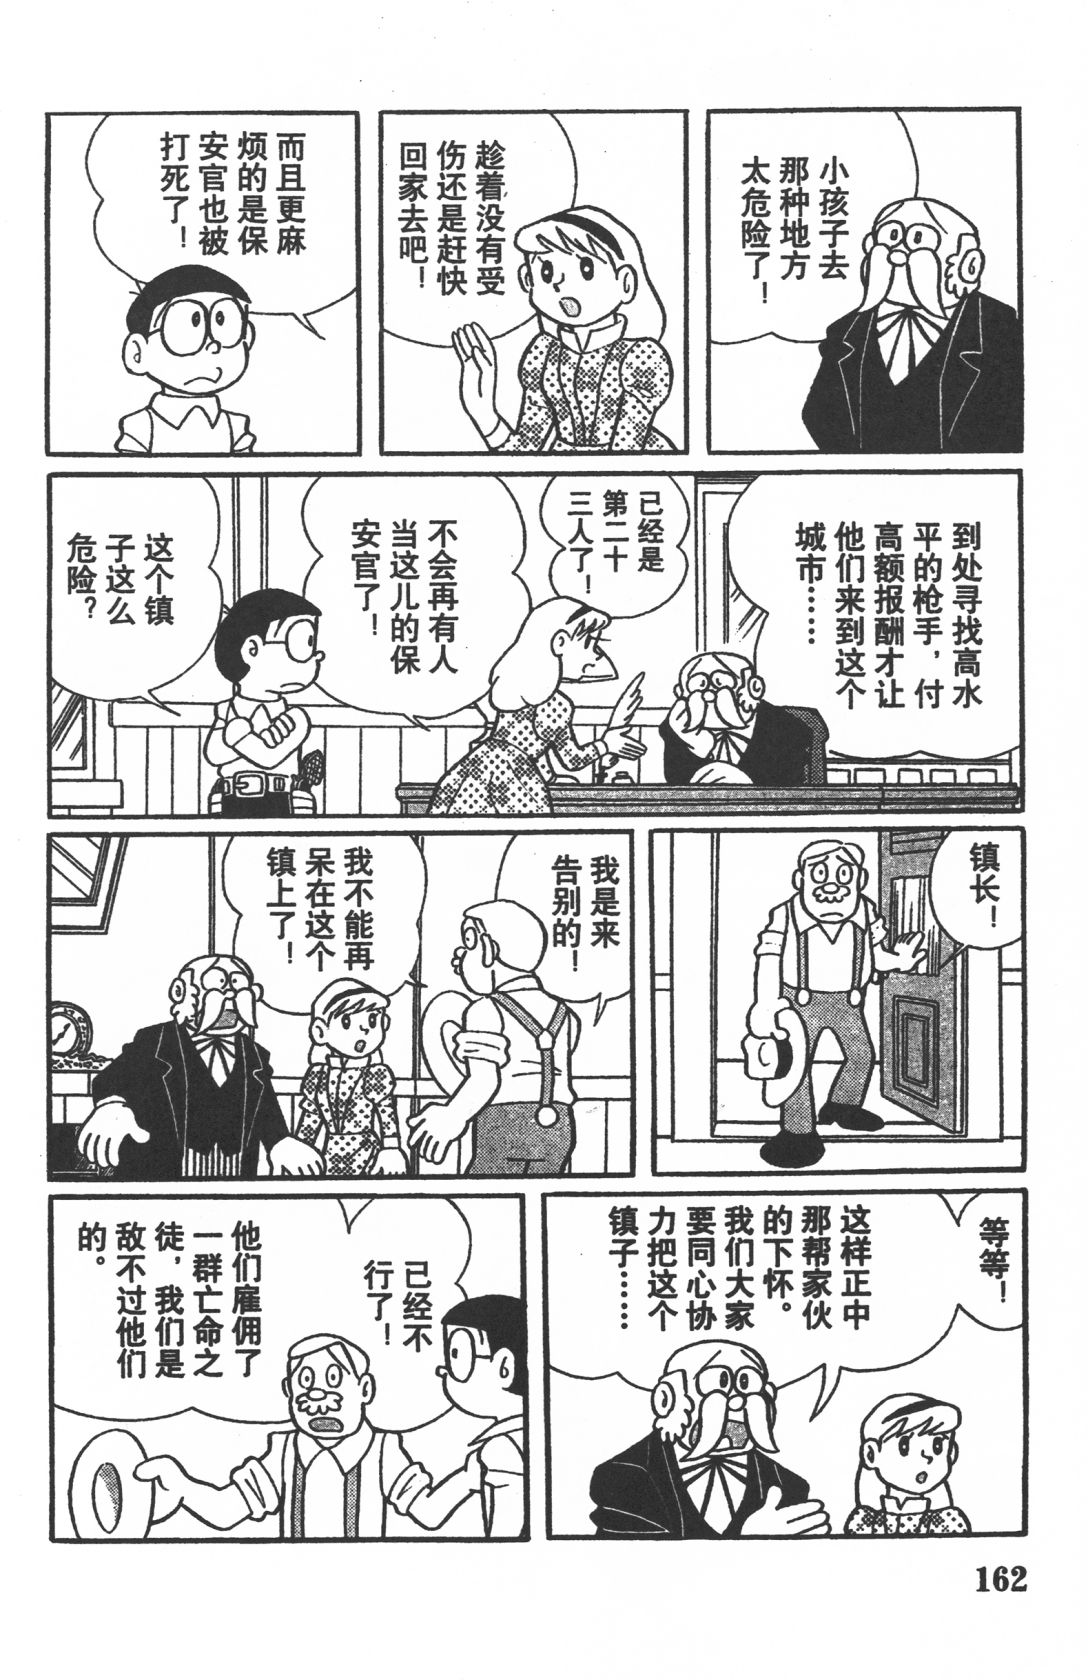 小孩子去
那种地方
太危险了！
趁着没有受
伤还是赶快
回家去吧！
而且更麻
烦的是保
安官也被
打死了！
到处寻找高水
平的枪手，付
高额报酬才让
他们来到这个
城市……
已经是
第二十
三人了！
不会再有人
当这儿的保
安官了！
这个镇
子这么
危险？
镇长！
我是来
告别的！
我不能再
呆在这个
镇上了！
等等！
这样正中
那帮家伙
的下怀。
我们大家
要同心协
力把这个
镇子……
已经不
行了！
他们雇佣了
一群亡命之
徒，我们是
敌不过他们
的。
162